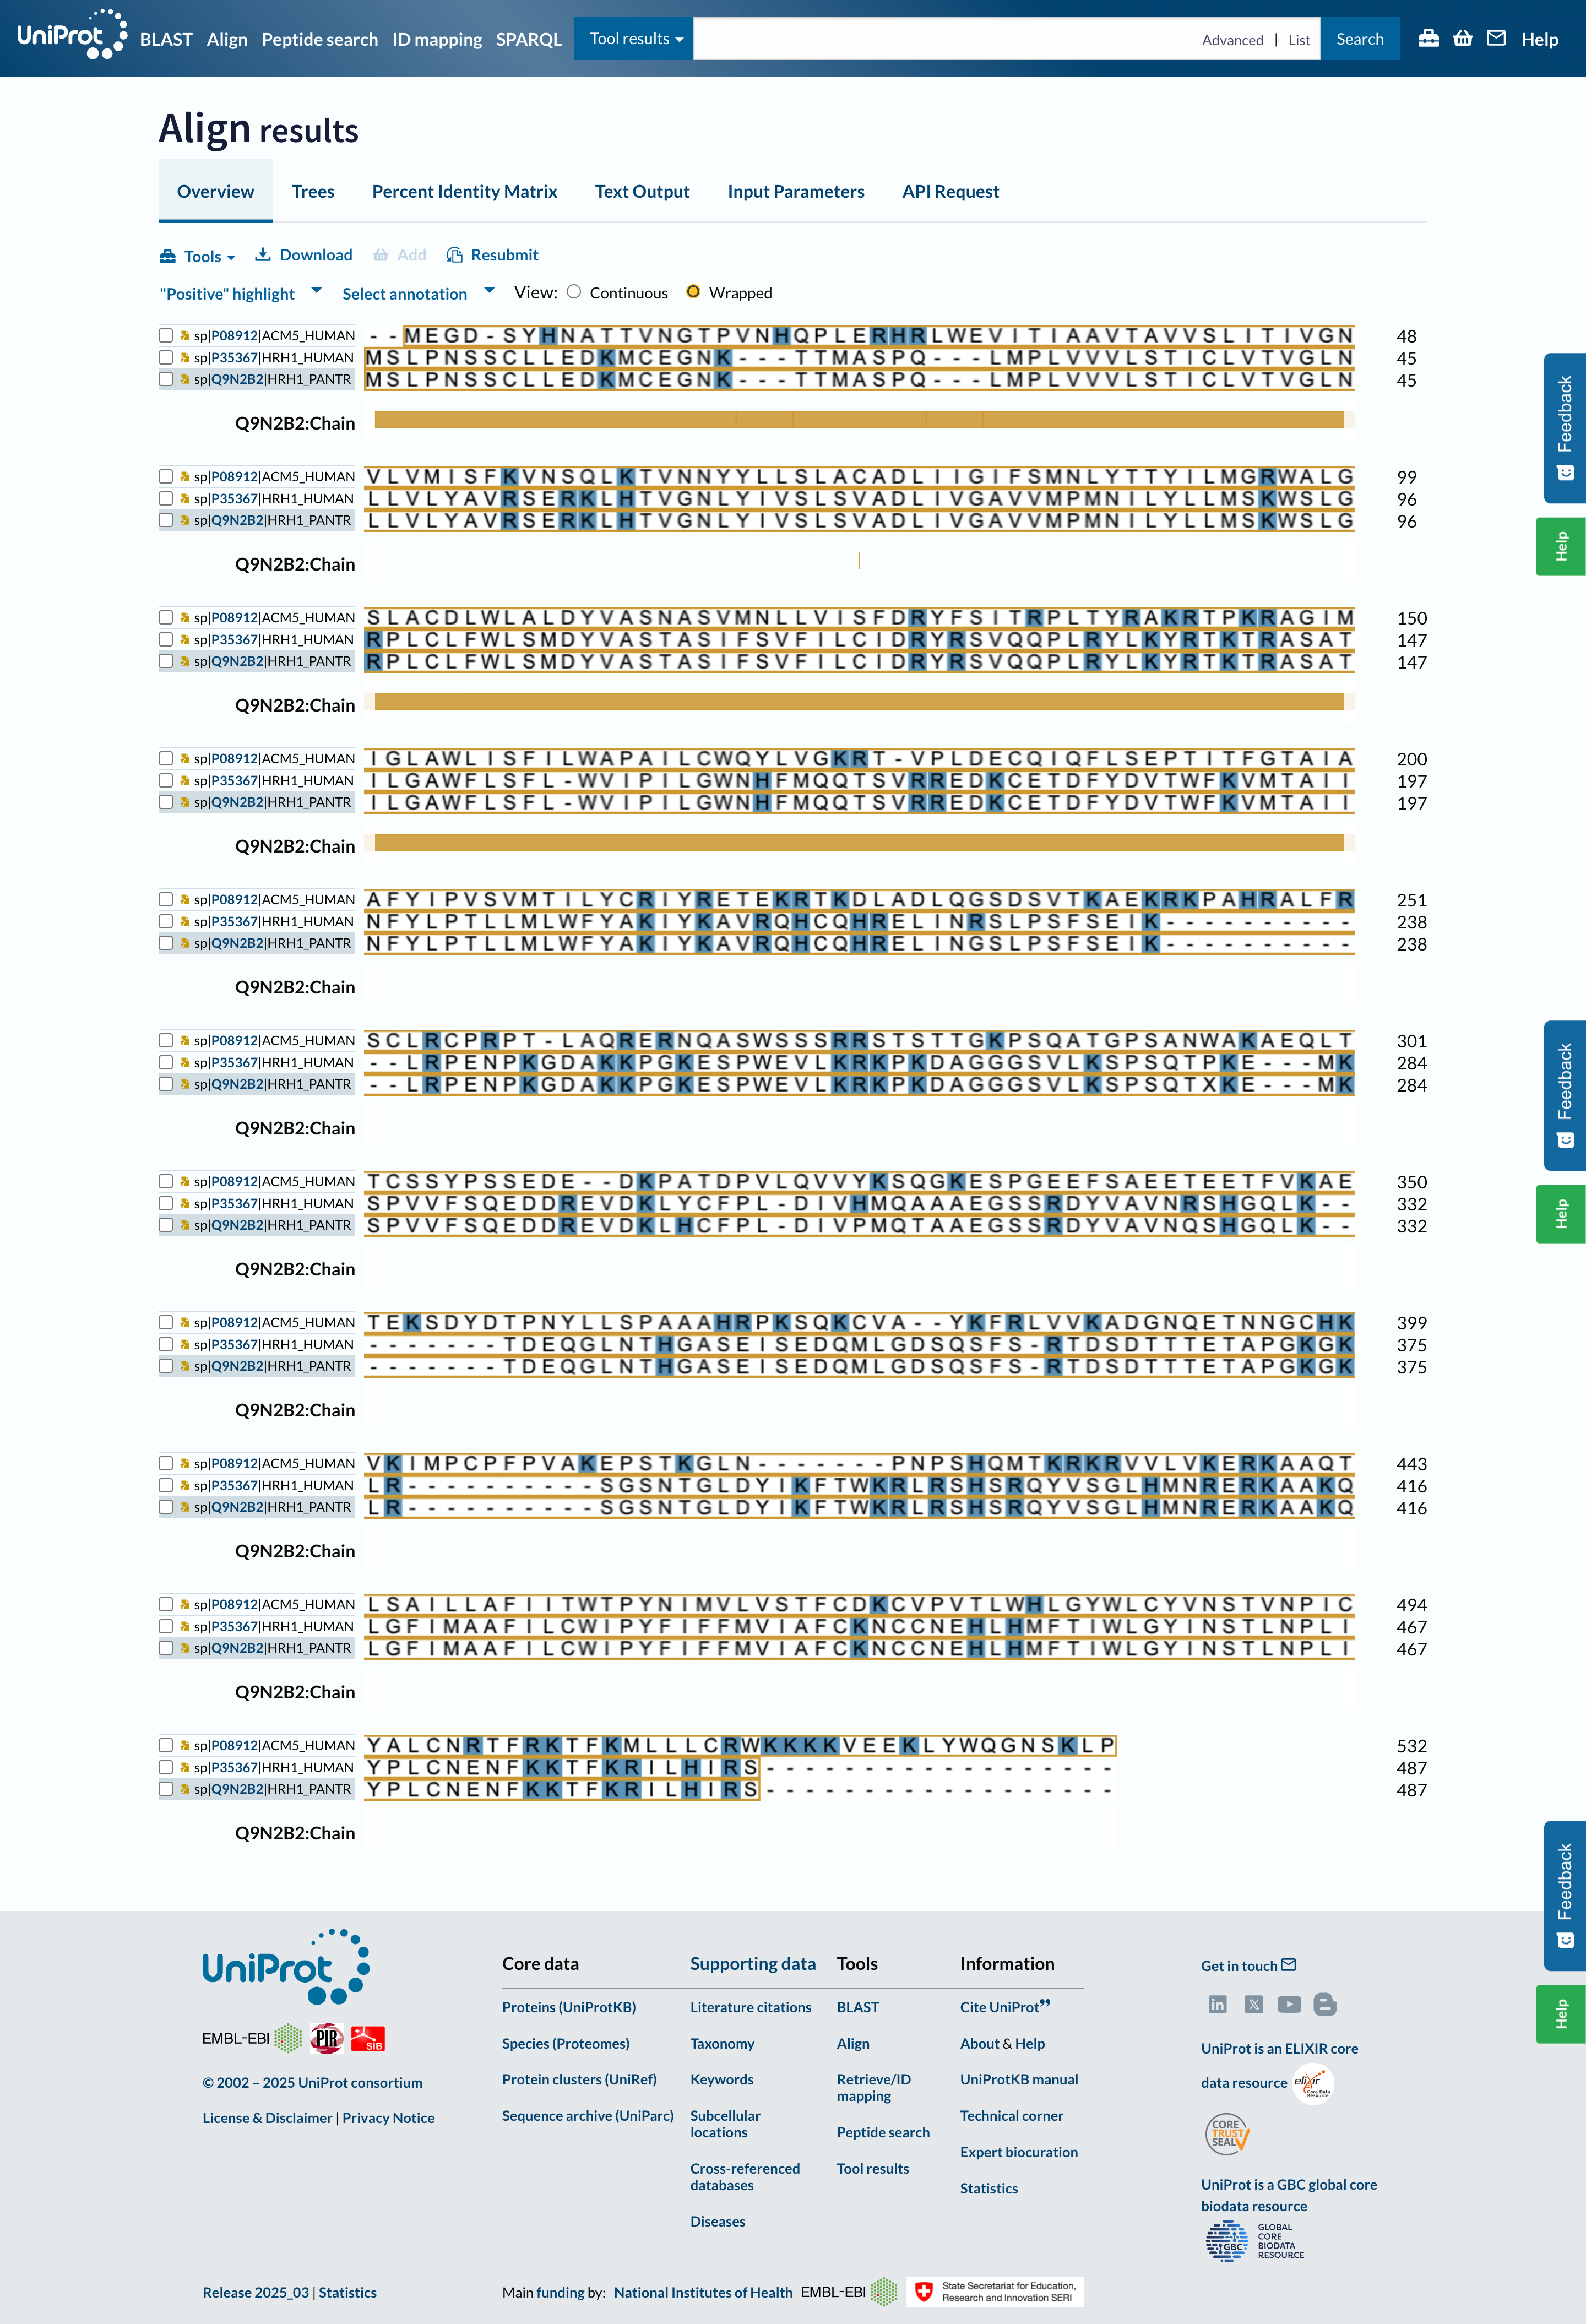 UniProt BLAST Align Peptide search ID mapping SPARQL Tool results Advanced | List Search Help
Align results
Overview Trees Percent Identity Matrix Text Output Input Parameters API Request
Tools Download Add Resubmit
"Positive" highlight Select annotation View: Continuous Wrapped
sp|P08912|ACM5_HUMAN --MEGD-SYHNATTVNGTPVNHQPLERHRLWEVITIAAVTAVVSLITIVGN 48
sp|P35367|HRH1_HUMAN MSLPNSSCLLEDKMCEGNK---TTMASPQ---LMPLVVVLSTICLVTVGLN 45
sp|Q9N2B2|HRH1_PANTR MSLPNSSCLLEDKMCEGNK---TTMASPQ---LMPLVVVLSTICLVTVGLN 45
Q9N2B2:Chain
sp|P08912|ACM5_HUMAN VLVMISFKVNSQLKTVNNYYLLSLACADLIIGIFSMNLYTTYILMGRWALG 99
sp|P35367|HRH1_HUMAN LLVLYAVRSERKLHTVGNLYIVSLSVADLIVGAVVMPMNILYLLMSKWSLG 96
sp|Q9N2B2|HRH1_PANTR LLVLYAVRSERKLHTVGNLYIVSLSVADLIVGAVVMPMNILYLLMSKWSLG 96
Q9N2B2:Chain
sp|P08912|ACM5_HUMAN SLACDLWLALDYVASNASVMNLLVISFDRYFSITRPLTYRAKRTPKRAGIM 150
sp|P35367|HRH1_HUMAN RPLCLFWLSMDYVASTASIFSVFILCIDRYRSVQQPLRYLKYRTKTRASAT 147
sp|Q9N2B2|HRH1_PANTR RPLCLFWLSMDYVASTASIFSVFILCIDRYRSVQQPLRYLKYRTKTRASAT 147
Q9N2B2:Chain
sp|P08912|ACM5_HUMAN IGLAWLISFILWAPAILCWQYLVGKRT-VPLDECQIQFLSEPTITFGTAIA 200
sp|P35367|HRH1_HUMAN ILGAWFLSFL-WVIPILGWNHFMQQTSVRREDKCETDFYDVTWFKVMTAII 197
sp|Q9N2B2|HRH1_PANTR ILGAWFLSFL-WVIPILGWNHFMQQTSVRREDKCETDFYDVTWFKVMTAII 197
Q9N2B2:Chain
sp|P08912|ACM5_HUMAN AFYIPVSVMTILYCRIYRETEKRTKDLADLQGSDSVTKAEKRKPAHRALFR 251
sp|P35367|HRH1_HUMAN NFYLPTLLMLWFYAKIYKAVRQHCQHRELINRSLPSFSEIK---------- 238
sp|Q9N2B2|HRH1_PANTR NFYLPTLLMLWFYAKIYKAVRQHCQHRELINGSLPSFSEIK---------- 238
Q9N2B2:Chain
sp|P08912|ACM5_HUMAN SCLRCPRPT-LAQRERNQASWSSSRRSTSTTGKPSQATGPSANWAKAEQLT 301
sp|P35367|HRH1_HUMAN --LRPENPKGDAKKPGKESPWEVLKRKPKDAGGGSVLKSPSQTPKE---MK 284
sp|Q9N2B2|HRH1_PANTR --LRPENPKGDAKKPGKESPWEVLKRKPKDAGGGSVLKSPSQTXKE---MK 284
Q9N2B2:Chain
sp|P08912|ACM5_HUMAN TCSSYPSSEDE--DKPATDPVLQVVYKSQGKESPGEEFSAEETEETFVKAE 350
sp|P35367|HRH1_HUMAN SPVVFSQEDDREVDKLYCFPL-DIVHMQAAAEGSSRDYVAVNRSHGQLK-- 332
sp|Q9N2B2|HRH1_PANTR SPVVFSQEDDREVDKLHCFPL-DIVPMQTAAEGSSRDYVAVNQSHGQLK-- 332
Q9N2B2:Chain
sp|P08912|ACM5_HUMAN TEKSDYDTPNYLLSPAAAHRPKSQKCVA--YKFRLVVKADGNQETNNGCHK 399
sp|P35367|HRH1_HUMAN -------TDEQGLNTHGASEISEDQMLGDSQSFS-RTDSDTTTETAPGKGK 375
sp|Q9N2B2|HRH1_PANTR -------TDEQGLNTHGASEISEDQMLGDSQSFS-RTDSDTTTETAPGKGK 375
Q9N2B2:Chain
sp|P08912|ACM5_HUMAN VKIMPCPFPVAKEPSTKGLN-------PNPSHQMTKRKRVVLVKERKAAQT 443
sp|P35367|HRH1_HUMAN LR----------SGSNTGLDYIKFTWKRLRSHSRQYVSGLHMNRERKAAKQ 416
sp|Q9N2B2|HRH1_PANTR LR----------SGSNTGLDYIKFTWKRLRSHSRQYVSGLHMNRERKAAKQ 416
Q9N2B2:Chain
sp|P08912|ACM5_HUMAN LSAILLAFIITWTPYNIMVLVSTFCDKCVPVTLWHLGYWLCYVNSTVNPIC 494
sp|P35367|HRH1_HUMAN LGFIMAAFILCWIPYFIFFMVIAFCKNCCNEHLHMFTIWLGYINSTLNPLI 467
sp|Q9N2B2|HRH1_PANTR LGFIMAAFILCWIPYFIFFMVIAFCKNCCNEHLHMFTIWLGYINSTLNPLI 467
Q9N2B2:Chain
sp|P08912|ACM5_HUMAN YALCNRTFRKTFKMLLLCRWKKKKVEEKLYWQGNSKLP 532
sp|P35367|HRH1_HUMAN YPLCNENFKKTFKRILHIRS------------------ 487
sp|Q9N2B2|HRH1_PANTR YPLCNENFKKTFKRILHIRS------------------ 487
Q9N2B2:Chain
Feedback
Help
Feedback
Help
Feedback
Help
UniProt
EMBL-EBI PIR SIB
© 2002 – 2025 UniProt consortium
License & Disclaimer | Privacy Notice
Release 2025_03 | Statistics
Core data
Proteins (UniProtKB)
Species (Proteomes)
Protein clusters (UniRef)
Sequence archive (UniParc)
Supporting data
Literature citations
Taxonomy
Keywords
Subcellular
locations
Cross-referenced
databases
Diseases
Tools
BLAST
Align
Retrieve/ID
mapping
Peptide search
Tool results
Information
Cite UniProt
About & Help
UniProtKB manual
Technical corner
Expert biocuration
Statistics
Get in touch
UniProt is an ELIXIR core
data resource
elixir
Core Data
Resource
CORE
TRUST
SEAL
UniProt is a GBC global core
biodata resource
GBC
GLOBAL
CORE
BIODATA
RESOURCE
Main funding by: National Institutes of Health EMBL-EBI
State Secretariat for Education,
Research and Innovation SERI